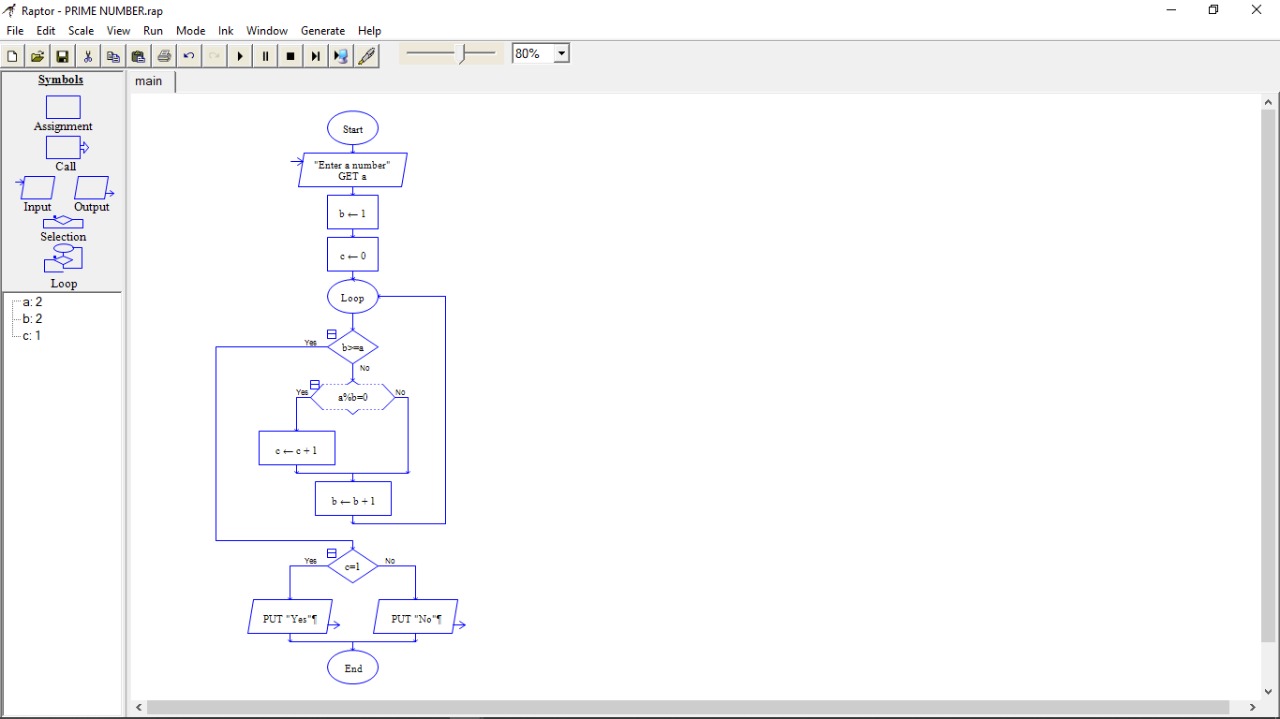 Raptor - PRIME NUMBER.rap
File Edit Scale View Run Mode Ink Window Generate Help
80%
Symbols
Assignment
Call
Input Output
Selection
Loop
a: 2
b: 2
c: 1
main
Start
"Enter a number"
GET a
b ← 1
c ← 0
Loop
Yes
b>=a
No
Yes
a%b=0
No
c ← c + 1
b ← b + 1
Yes
c=1
No
PUT "Yes"¶
PUT "No"¶
End